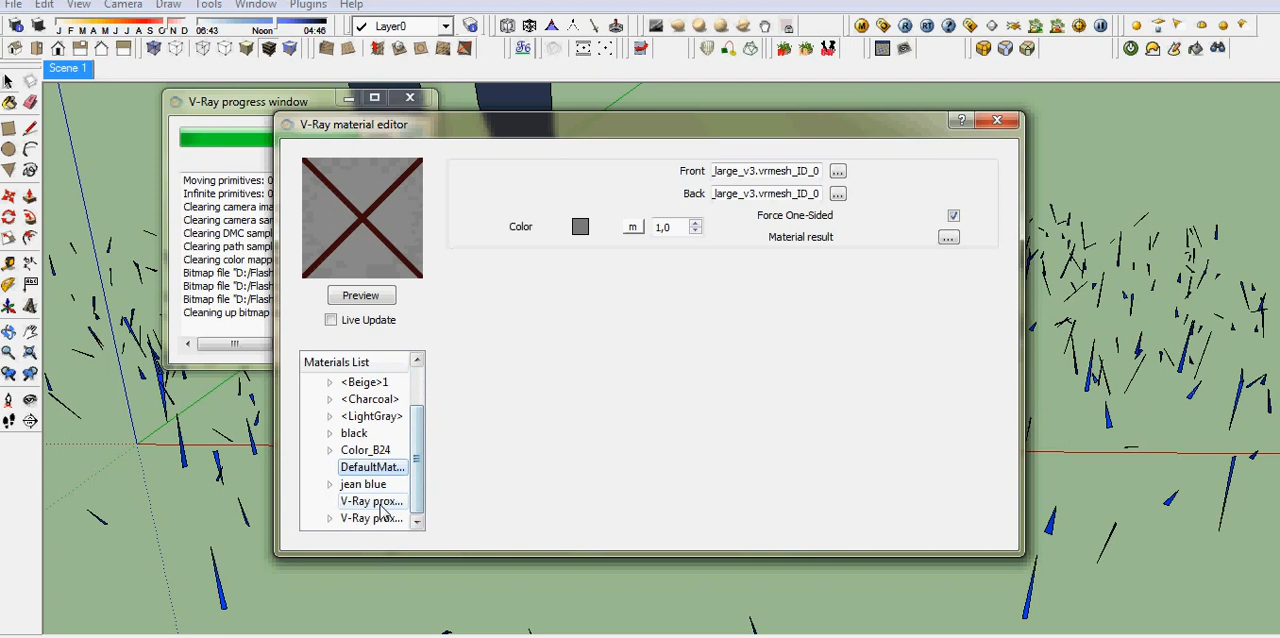 File Edit View Camera Draw Tools Window Plugins Help
J F M A M J J A S O N D 06:43 Noon 04:46 Layer0
Scene 1
V-Ray progress window
V-Ray material editor
Moving primitives: 0
Infinite primitives: 0
Clearing camera ima
Clearing camera sam
Clearing DMC sampl
Clearing path sampl
Clearing color mapp
Bitmap file "D:/Flash
Bitmap file "D:/Flash
Bitmap file "D:/Flash
Cleaning up bitmap
Front _large_v3.vrmesh_ID_0 ...
Back _large_v3.vrmesh_ID_0 ...
Force One-Sided
Color m 1,0
Material result ...
Preview
Live Update
Materials List
<Beige>1
<Charcoal>
<LightGray>
black
Color_B24
DefaultMat...
jean blue
V-Ray prox...
V-Ray prox...